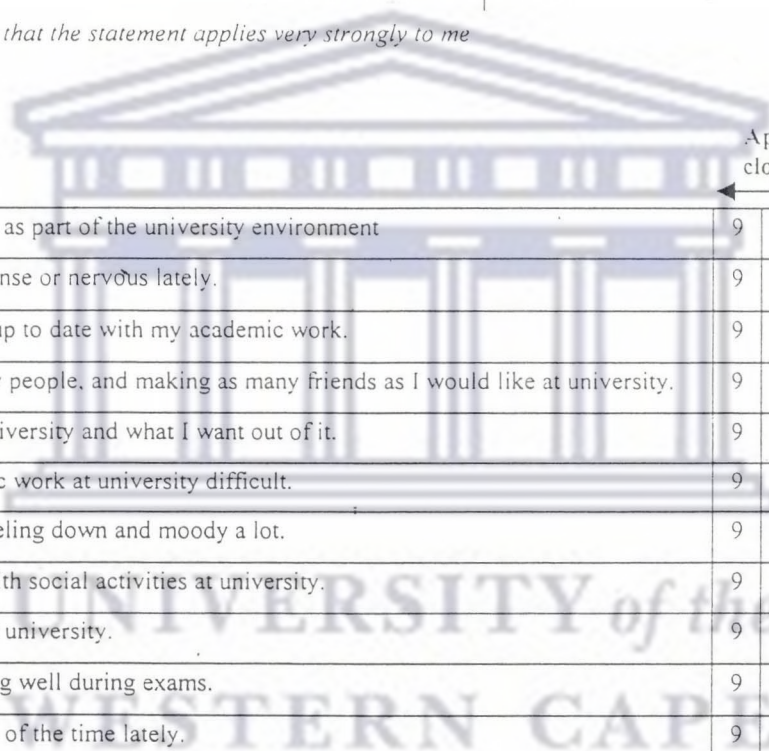 that the statement applies very strongly to me
as part of the university environment 9
nse or nervous lately. 9
up to date with my academic work. 9
people, and making as many friends as I would like at university. 9
iversity and what I want out of it. 9
work at university difficult. 9
eling down and moody a lot. 9
th social activities at university. 9
university. 9
g well during exams. 9
of the time lately. 9
UNIVERSITY of the
WESTERN CAPE